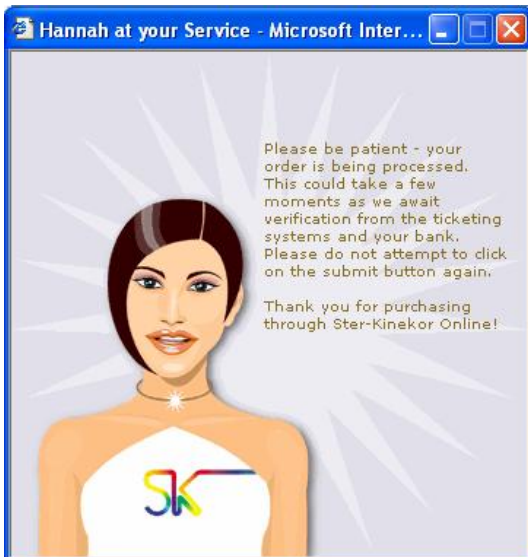 Hannah at your Service - Microsoft Inter...
Please be patient - your
order is being processed.
This could take a few
moments as we await
verification from the ticketing
systems and your bank.
Please do not attempt to click
on the submit button again.
Thank you for purchasing
through Ster-Kinekor Online!
SK